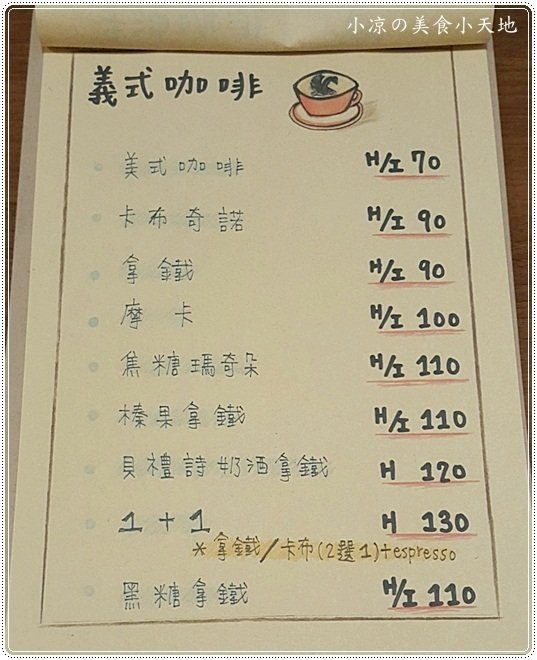 小凉の美食小天地
義式咖啡
美式咖啡 H/I 70
卡布奇諾 H/I 90
拿鐵 H/I 90
摩卡 H/I 100
焦糖瑪奇朵 H/I 110
榛果拿鐵 H/I 110
貝禮詩奶酒拿鐵 H 120
1+1 H 130
*拿鐵/卡布(2選1)+espresso
黑糖拿鐵 H/I 110